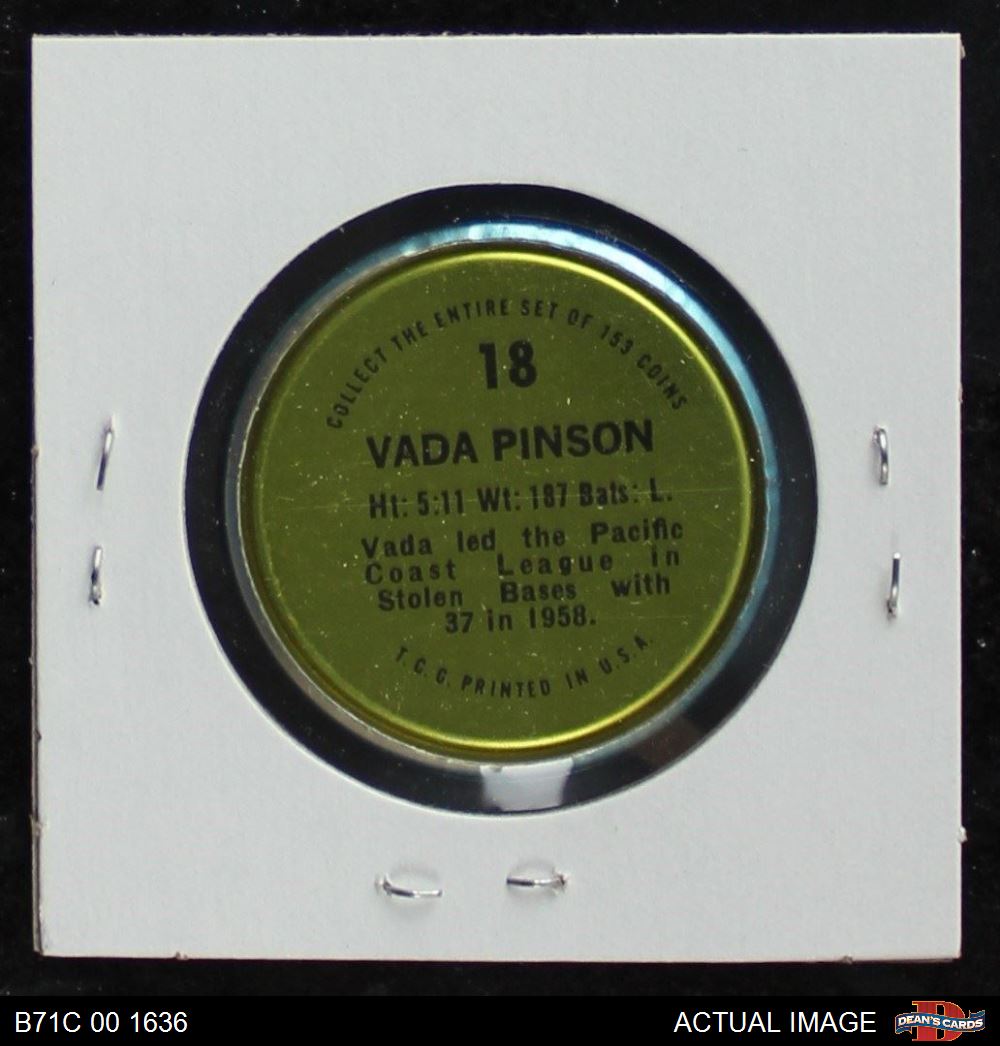 COLLECT THE ENTIRE SET OF 153 COINS
18
VADA PINSON
Ht: 5:11 Wt: 187 Bats: L.
Vada led the Pacific
Coast League in
Stolen Bases with
37 in 1958.
T.C.G. PRINTED IN U.S.A.
B71C 00 1636
ACTUAL IMAGE
DEAN'S CARDS